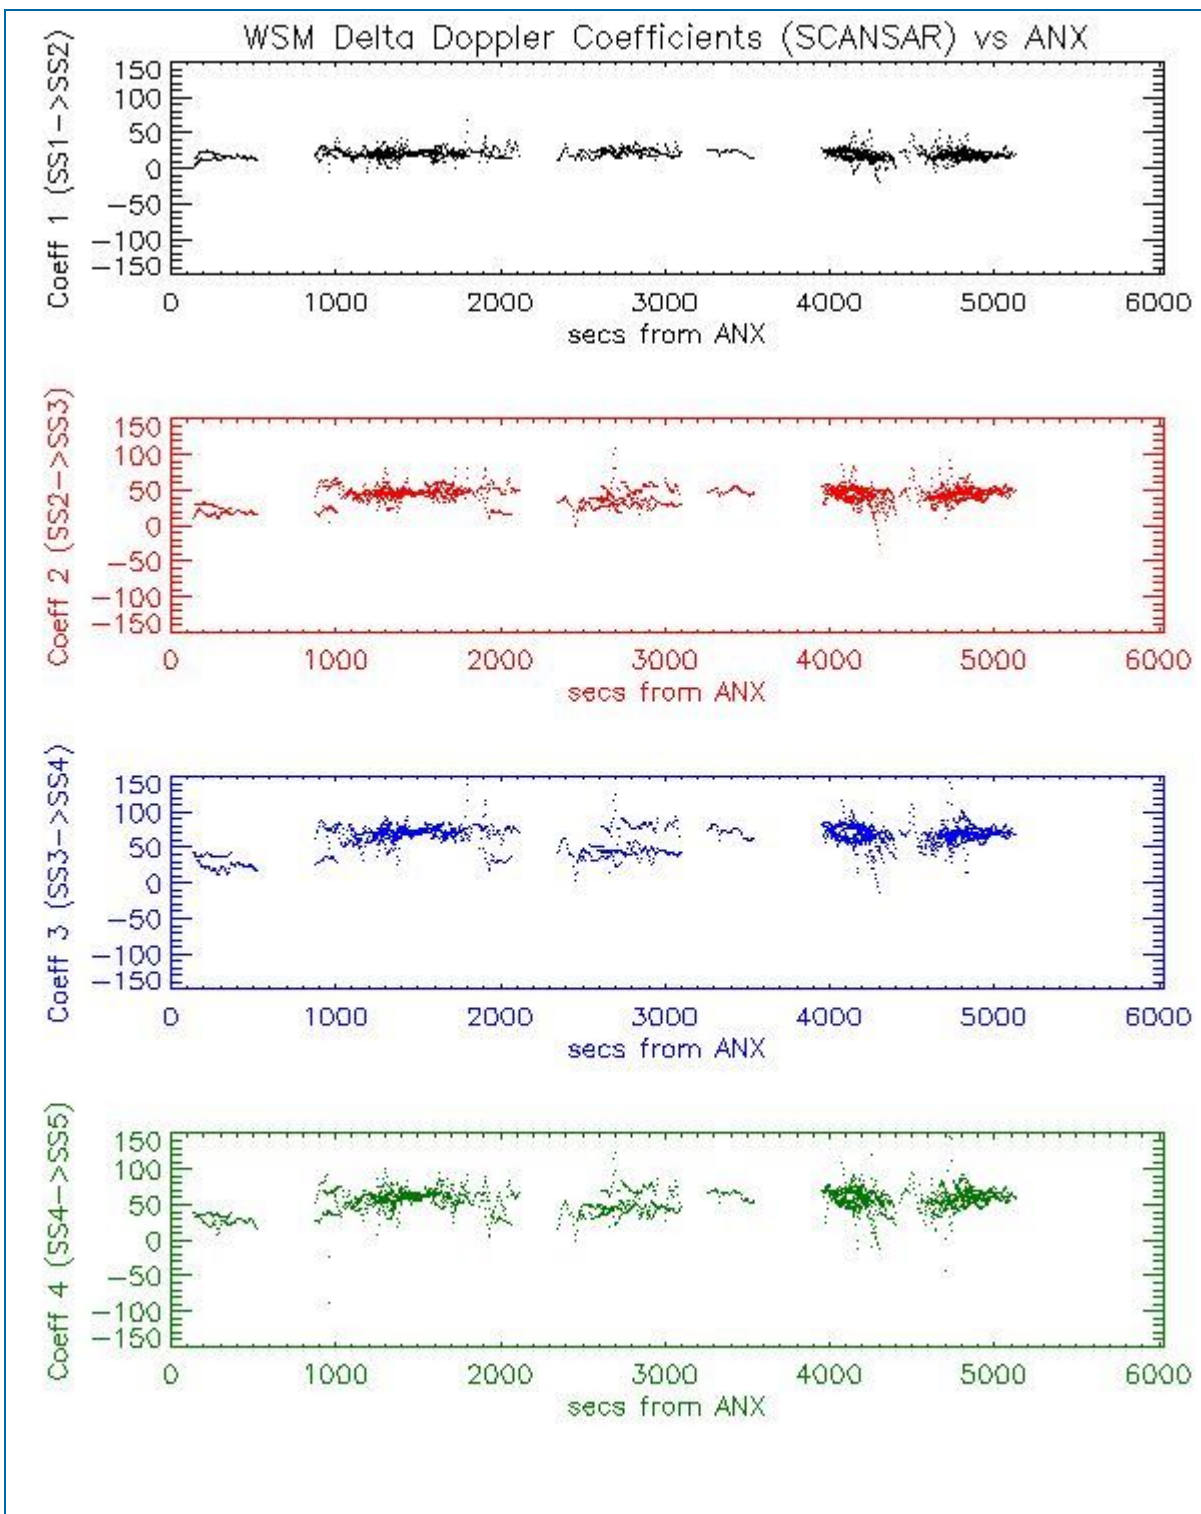 WSM Delta Doppler Coefficients (SCANSAR) vs ANX
Coeff 1 (SS1->SS2)
150
100
50
0
-50
-100
-150
0 1000 2000 3000 4000 5000 6000
secs from ANX
Coeff 2 (SS2->SS3)
150
100
50
0
-50
-100
-150
0 1000 2000 3000 4000 5000 6000
secs from ANX
Coeff 3 (SS3->SS4)
150
100
50
0
-50
-100
-150
0 1000 2000 3000 4000 5000 6000
secs from ANX
Coeff 4 (SS4->SS5)
150
100
50
0
-50
-100
-150
0 1000 2000 3000 4000 5000 6000
secs from ANX